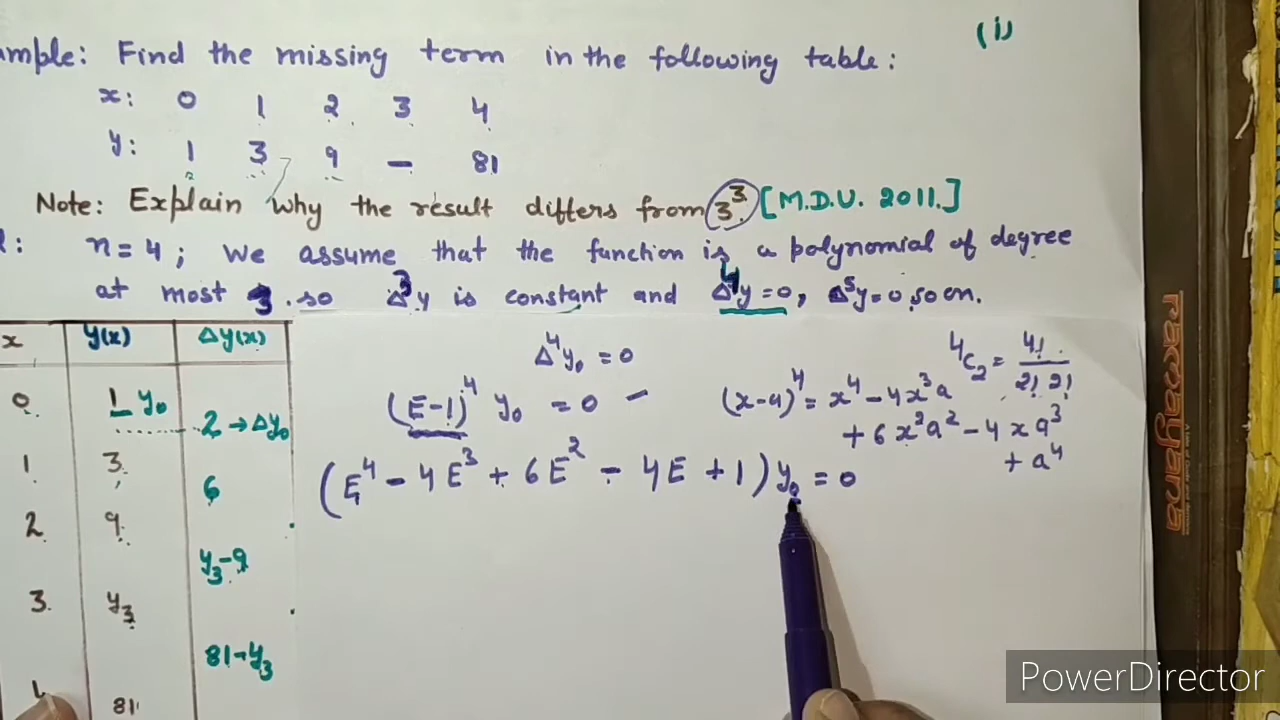 (i)
ample: Find the missing term in the following table:
x: 0 1 2 3 4
y: 1 3 9 – 81
Note: Explain why the result differs from 3³. [M.D.U. 2011.]
l: n = 4; we assume that the function is a polynomial of degree
at most 3. so Δ³y is constant and Δ⁴y = 0, Δ⁵y = 0, so on.
x y(x) Δy(x)
0. 1 y₀
2 → Δy₀
1 3
6
2 9
y₃ - 9
3. y₃
81 - y₃
4 81
Δ⁴y₀ = 0
(E-1)⁴ y₀ = 0
(E⁴ - 4E³ + 6E² - 4E + 1) y₀ = 0
⁴C₂ = 4! / 2! 2!
(x-a)⁴ = x⁴ - 4x³a
+ 6x²a² - 4xa³
+ a⁴
racoyana
PowerDirector